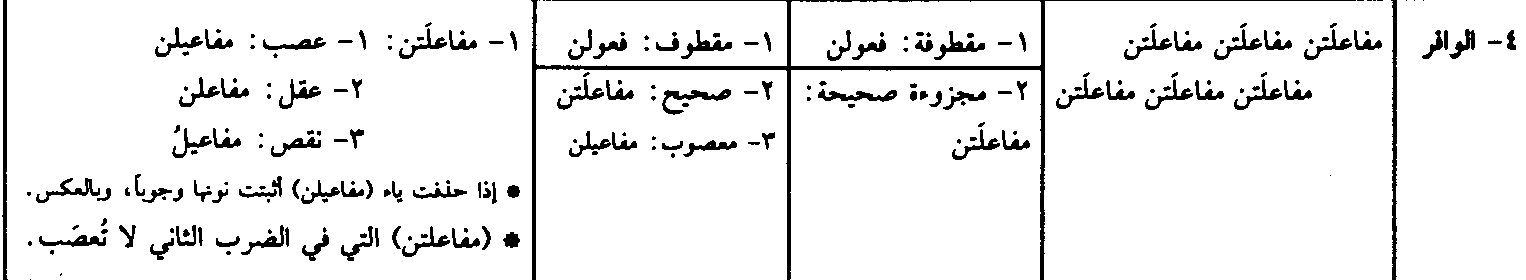 ٤- الوافر
مفاعلَتن مفاعلَتن مفاعلَتن
مفاعلَتن مفاعلَتن مفاعلَتن
١- مقطوفة: فعولن
٢- مجزوءة صحيحة:
مفاعلَتن
١- مقطوف: فعولن
٢- صحيح: مفاعلَتن
٣- معصوب: مفاعيلن
١- مفاعلَتن: ١- عصب: مفاعيلن
٢- عقل: مفاعلن
٣- نقص: مفاعيلُ
* إذا حذفت ياء (مفاعيلن) أثبتت نونها وجوباً، وبالعكس.
* (مفاعلتن) التي في الضرب الثاني لا تُعصَب.